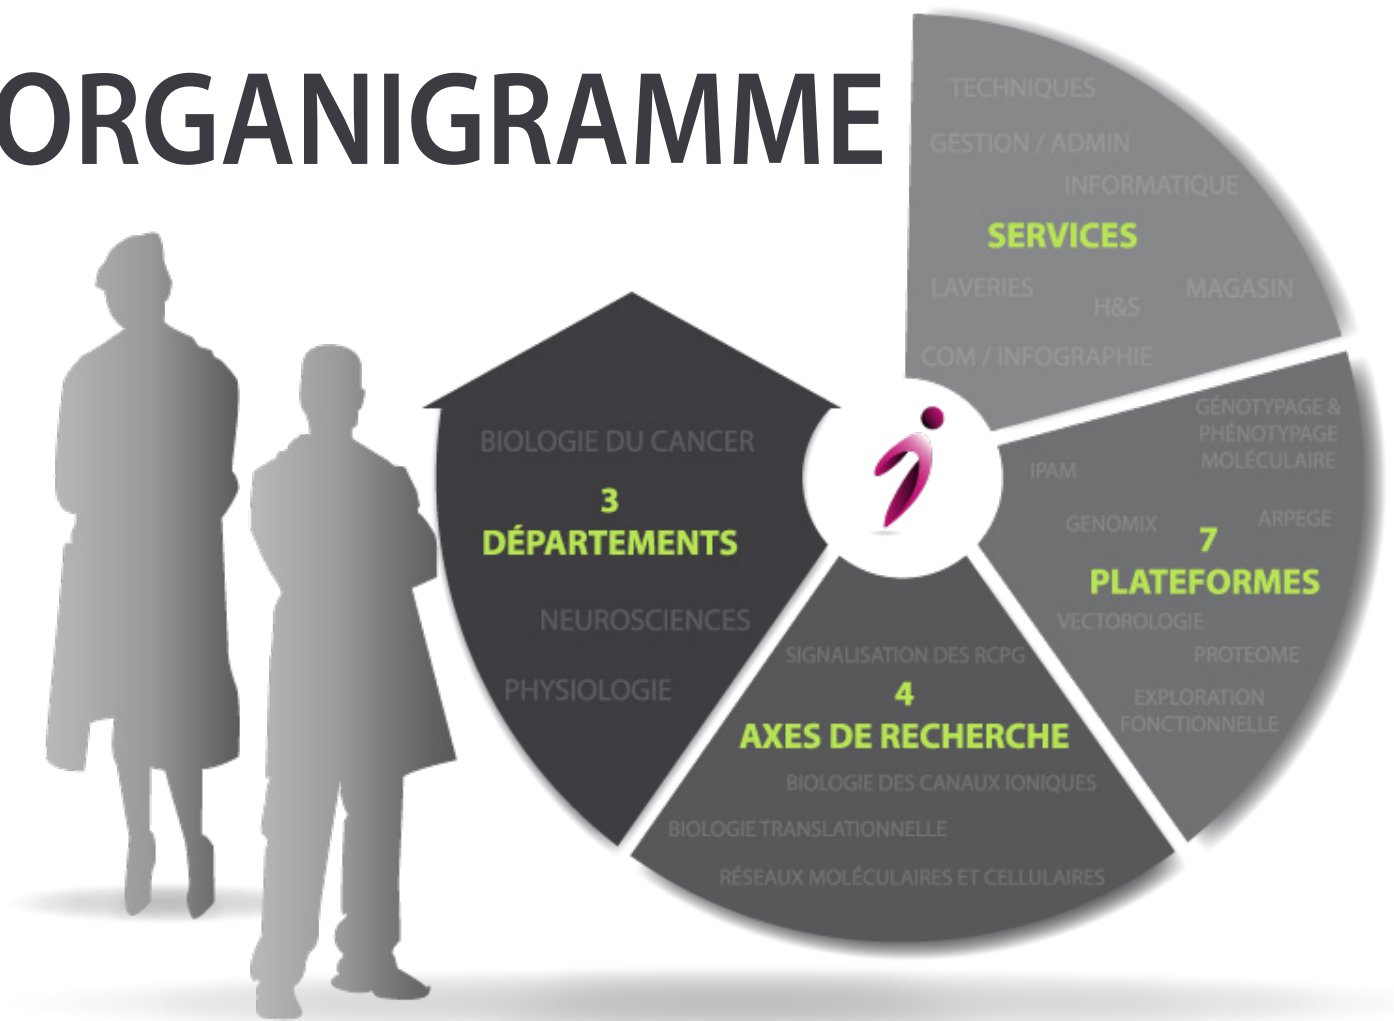 ORGANIGRAMME
TECHNIQUES
GESTION / ADMIN
INFORMATIQUE
SERVICES
LAVERIES
H&S
MAGASIN
COM / INFOGRAPHIE
GÉNOTYPAGE &
PHÉNOTYPAGE
MOLÉCULAIRE
IPAM
GENOMIX
ARPEGE
7
PLATEFORMES
VECTOROLOGIE
PROTEOME
EXPLORATION
FONCTIONNELLE
SIGNALISATION DES RCPG
4
AXES DE RECHERCHE
BIOLOGIE DES CANAUX IONIQUES
BIOLOGIE TRANSLATIONNELLE
RÉSEAUX MOLÉCULAIRES ET CELLULAIRES
BIOLOGIE DU CANCER
3
DÉPARTEMENTS
NEUROSCIENCES
PHYSIOLOGIE